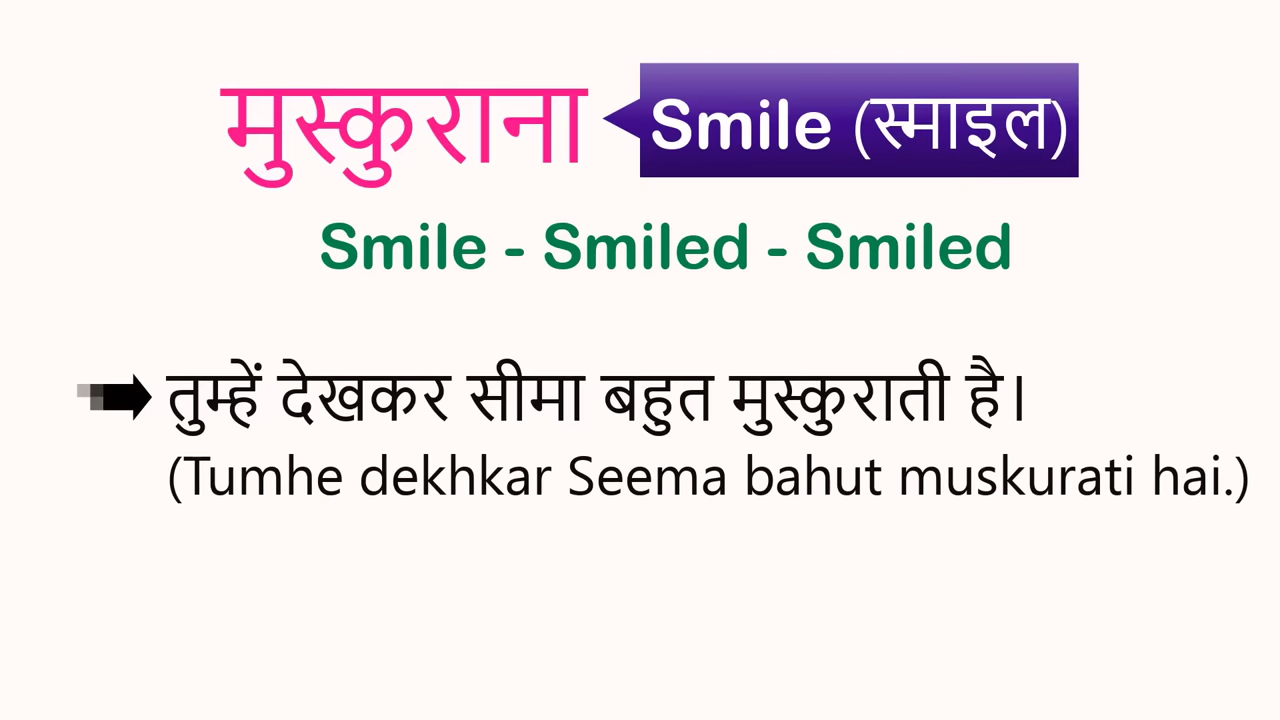 मुस्कुराना Smile (स्माइल)
Smile - Smiled - Smiled
तुम्हें देखकर सीमा बहुत मुस्कुराती है।
(Tumhe dekhkar Seema bahut muskurati hai.)